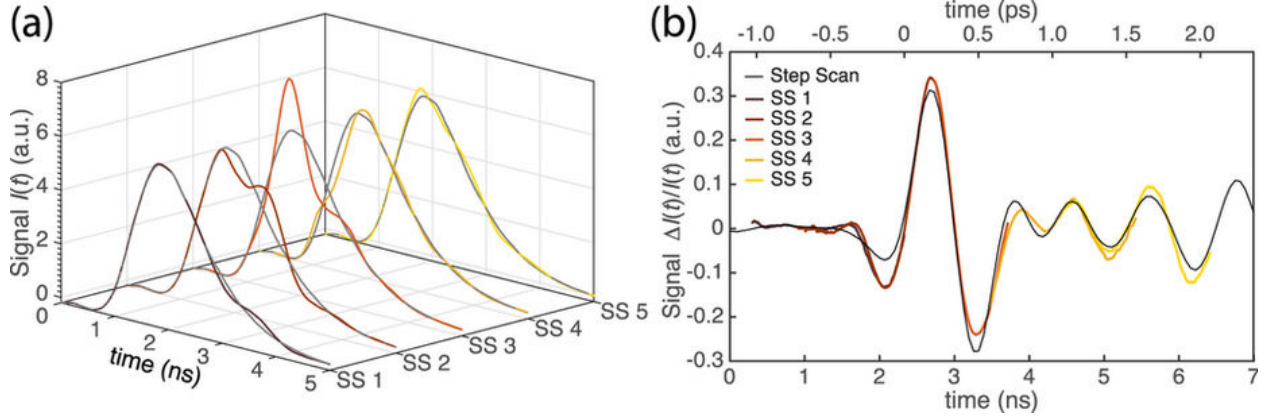 (a)
Signal I(t) (a.u.)
8
6
4
2
0
0
1
2
3
4
5
time (ns)
SS 1
SS 2
SS 3
SS 4
SS 5
(b)
time (ps)
-1.0 -0.5 0 0.5 1.0 1.5 2.0
Signal ΔI(t)/I(t) (a.u.)
0.4
0.3
0.2
0.1
0
-0.1
-0.2
-0.3
Step Scan
SS 1
SS 2
SS 3
SS 4
SS 5
0 1 2 3 4 5 6 7
time (ns)